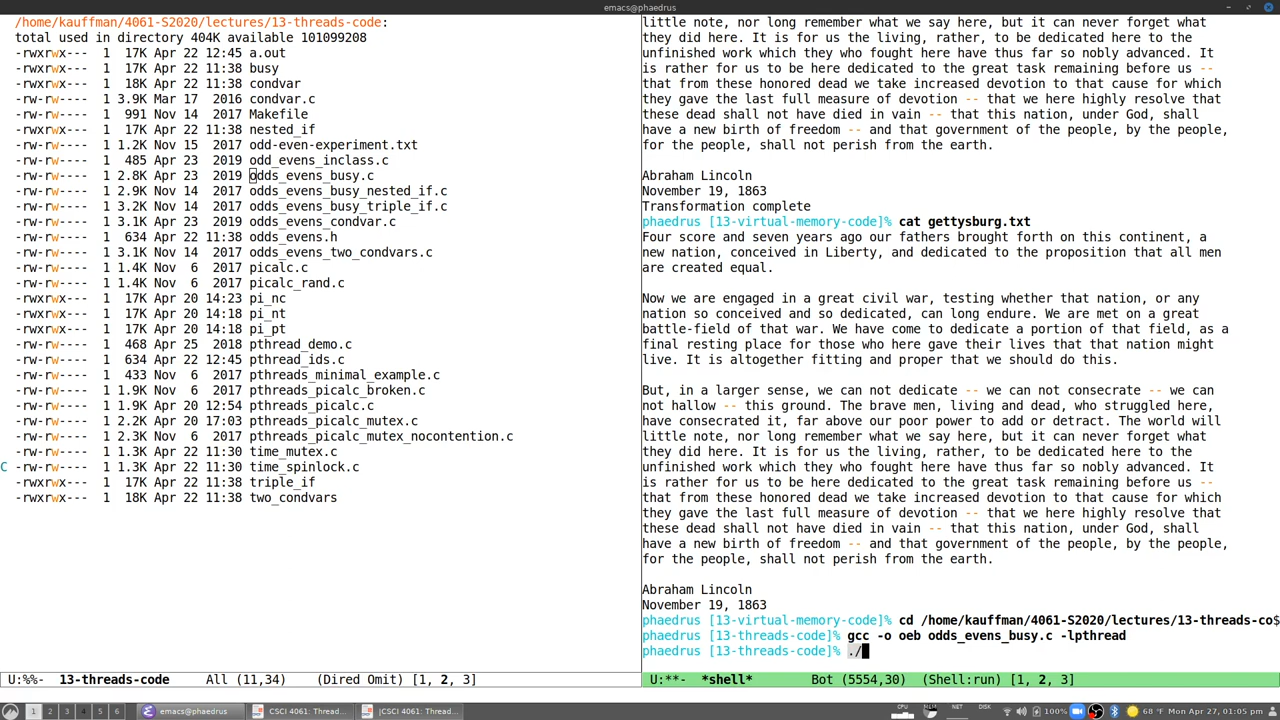 emacs@phaedrus
/home/kauffman/4061-S2020/lectures/13-threads-code:
total used in directory 404K available 101099208
-rwxrwx--- 1 17K Apr 22 12:45 a.out
-rwxrwx--- 1 17K Apr 22 11:38 busy
-rwxrwx--- 1 18K Apr 22 11:38 condvar
-rw-rw---- 1 3.9K Mar 17 2016 condvar.c
-rw-rw---- 1 991 Nov 14 2017 Makefile
-rwxrwx--- 1 17K Apr 22 11:38 nested_if
-rw-rw---- 1 1.2K Nov 15 2017 odd-even-experiment.txt
-rw-rw---- 1 485 Apr 23 2019 odd_evens_inclass.c
-rw-rw---- 1 2.8K Apr 23 2019 odds_evens_busy.c
-rw-rw---- 1 2.9K Nov 14 2017 odds_evens_busy_nested_if.c
-rw-rw---- 1 3.2K Nov 14 2017 odds_evens_busy_triple_if.c
-rw-rw---- 1 3.1K Apr 23 2019 odds_evens_condvar.c
-rw-rw---- 1 634 Apr 22 11:38 odds_evens.h
-rw-rw---- 1 3.1K Nov 14 2017 odds_evens_two_condvars.c
-rw-rw---- 1 1.4K Nov 6 2017 picalc.c
-rw-rw---- 1 1.4K Nov 6 2017 picalc_rand.c
-rwxrwx--- 1 17K Apr 20 14:23 pi_nc
-rwxrwx--- 1 17K Apr 20 14:18 pi_nt
-rwxrwx--- 1 17K Apr 20 14:18 pi_pt
-rw-rw---- 1 468 Apr 25 2018 pthread_demo.c
-rw-rw---- 1 634 Apr 22 12:45 pthread_ids.c
-rw-rw---- 1 433 Nov 6 2017 pthreads_minimal_example.c
-rw-rw---- 1 1.9K Nov 6 2017 pthreads_picalc_broken.c
-rw-rw---- 1 1.9K Apr 20 12:54 pthreads_picalc.c
-rw-rw---- 1 2.2K Apr 20 17:03 pthreads_picalc_mutex.c
-rw-rw---- 1 2.3K Nov 6 2017 pthreads_picalc_mutex_nocontention.c
-rw-rw---- 1 1.3K Apr 22 11:30 time_mutex.c
C -rw-rw---- 1 1.3K Apr 22 11:30 time_spinlock.c
-rwxrwx--- 1 17K Apr 22 11:38 triple_if
-rwxrwx--- 1 18K Apr 22 11:38 two_condvars
U:%%- 13-threads-code All (11,34) (Dired Omit) [1, 2, 3]
little note, nor long remember what we say here, but it can never forget what
they did here. It is for us the living, rather, to be dedicated here to the
unfinished work which they who fought here have thus far so nobly advanced. It
is rather for us to be here dedicated to the great task remaining before us --
that from these honored dead we take increased devotion to that cause for which
they gave the last full measure of devotion -- that we here highly resolve that
these dead shall not have died in vain -- that this nation, under God, shall
have a new birth of freedom -- and that government of the people, by the people,
for the people, shall not perish from the earth.
Abraham Lincoln
November 19, 1863
Transformation complete
phaedrus [13-virtual-memory-code]% cat gettysburg.txt
Four score and seven years ago our fathers brought forth on this continent, a
new nation, conceived in Liberty, and dedicated to the proposition that all men
are created equal.
Now we are engaged in a great civil war, testing whether that nation, or any
nation so conceived and so dedicated, can long endure. We are met on a great
battle-field of that war. We have come to dedicate a portion of that field, as a
final resting place for those who here gave their lives that that nation might
live. It is altogether fitting and proper that we should do this.
But, in a larger sense, we can not dedicate -- we can not consecrate -- we can
not hallow -- this ground. The brave men, living and dead, who struggled here,
have consecrated it, far above our poor power to add or detract. The world will
little note, nor long remember what we say here, but it can never forget what
they did here. It is for us the living, rather, to be dedicated here to the
unfinished work which they who fought here have thus far so nobly advanced. It
is rather for us to be here dedicated to the great task remaining before us --
that from these honored dead we take increased devotion to that cause for which
they gave the last full measure of devotion -- that we here highly resolve that
these dead shall not have died in vain -- that this nation, under God, shall
have a new birth of freedom -- and that government of the people, by the people,
for the people, shall not perish from the earth.
Abraham Lincoln
November 19, 1863
phaedrus [13-virtual-memory-code]% cd /home/kauffman/4061-S2020/lectures/13-threads-co$
phaedrus [13-threads-code]% gcc -o oeb odds_evens_busy.c -lpthread
phaedrus [13-threads-code]% ./
U:**- *shell* Bot (5554,30) (Shell:run) [1, 2, 3]
1 2 3 4 5 6 emacs@phaedrus CSCI 4061: Thread... [CSCI 4061: Thread... CPU MEM NET DISK 100% 68 °F Mon Apr 27, 01:05 pm